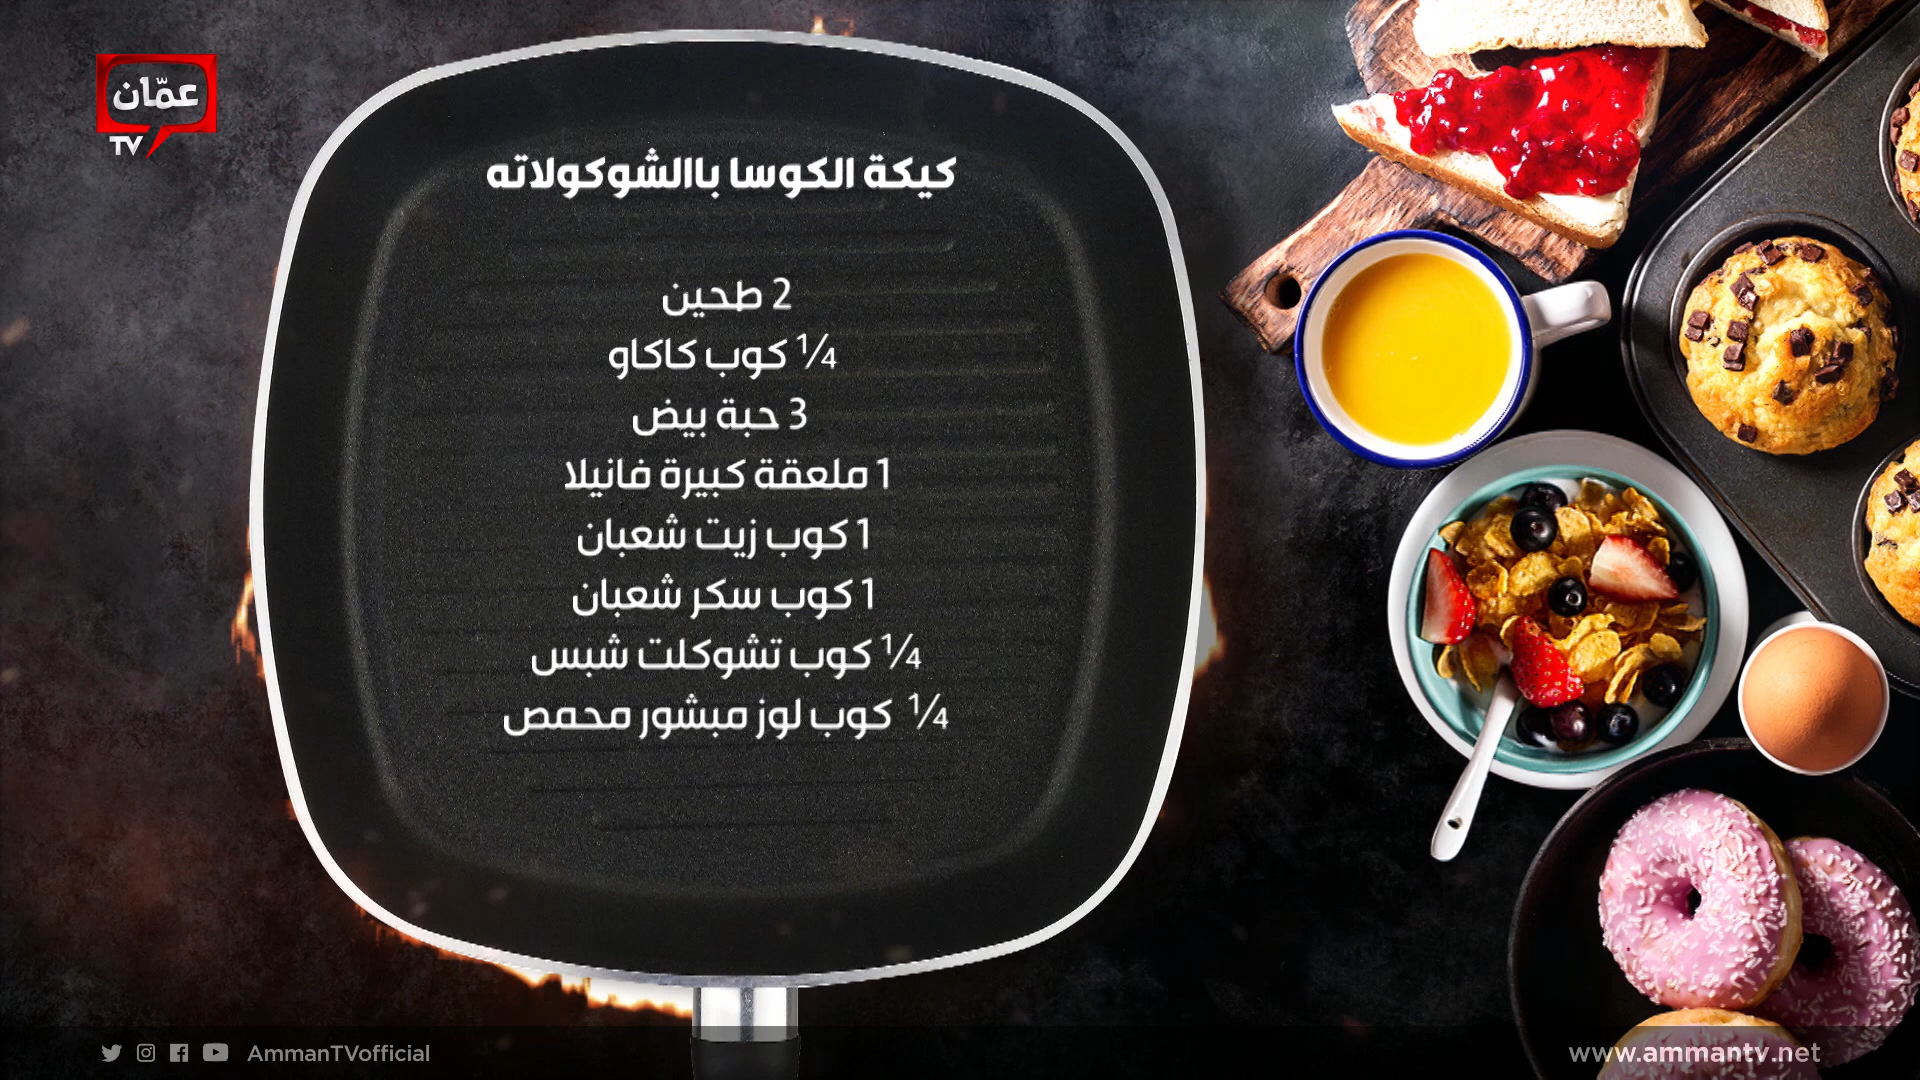 عمّان
TV
كيكة الكوسا باالشوكولاته
2 طحين
¼ كوب كاكاو
3 حبة بيض
1 ملعقة كبيرة فانيلا
1 كوب زيت شعبان
1 كوب سكر شعبان
¼ كوب تشوكلت شبس
¼ كوب لوز مبشور محمص
AmmanTVofficial
www.ammantv.net